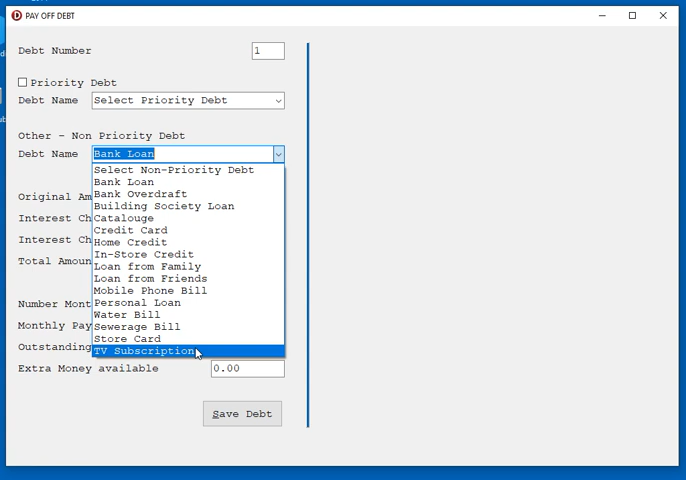 PAY OFF DEBT
Debt Number 1
Priority Debt
Debt Name Select Priority Debt
Other - Non Priority Debt
Debt Name Bank Loan
Select Non-Priority Debt
Bank Loan
Bank Overdraft
Building Society Loan
Catalouge
Credit Card
Home Credit
In-Store Credit
Loan from Family
Loan from Friends
Mobile Phone Bill
Personal Loan
Water Bill
Sewerage Bill
Store Card
TV Subscription
Original Am
Interest Ch
Interest Ch
Total Amoun
Number Mont
Monthly Pay
Outstanding
Extra Money available 0.00
Save Debt